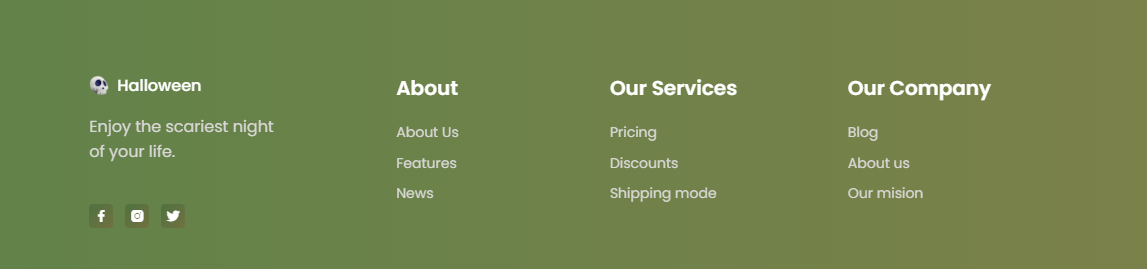 Halloween
Enjoy the scariest night
of your life.
About
About Us
Features
News
Our Services
Pricing
Discounts
Shipping mode
Our Company
Blog
About us
Our mision